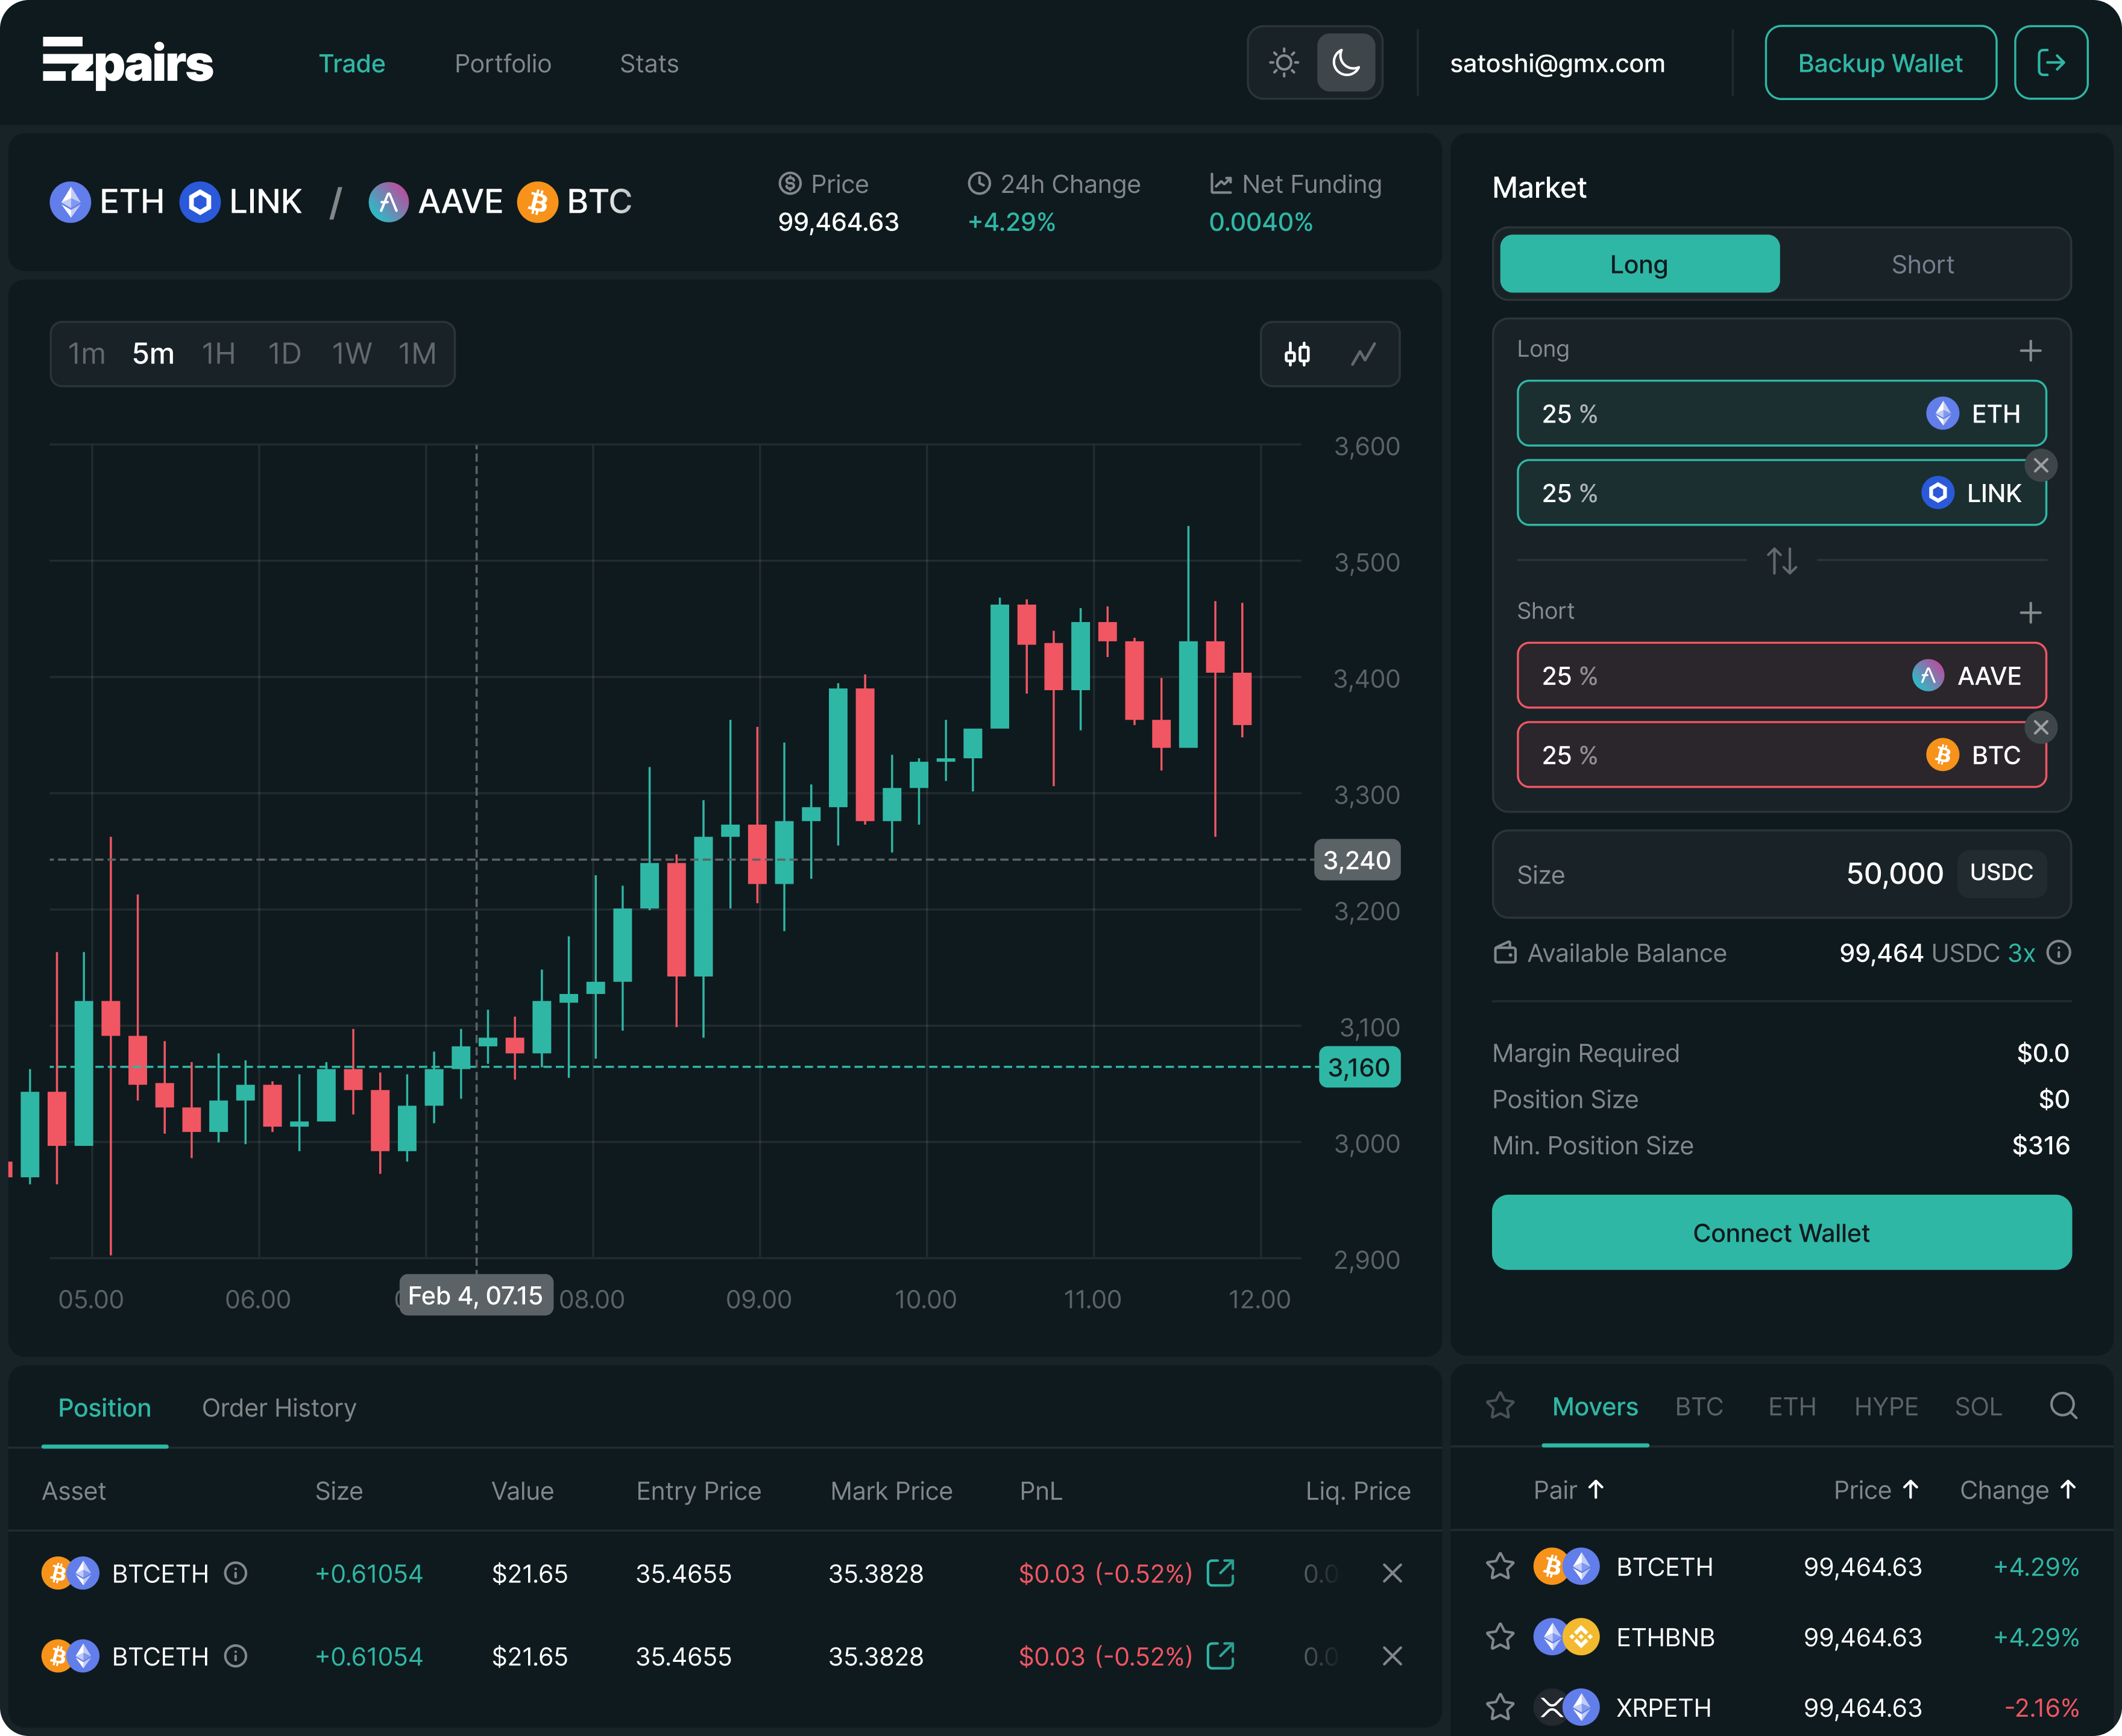 Ezpairs
Trade Portfolio Stats
satoshi@gmx.com
Backup Wallet
ETH LINK / AAVE BTC
Price 24h Change Net Funding
99,464.63 +4.29% 0.0040%
1m 5m 1H 1D 1W 1M
3,600
3,500
3,400
3,300
3,240
3,200
3,100
3,160
3,000
2,900
05.00 06.00 Feb 4, 07.15 08.00 09.00 10.00 11.00 12.00
Market
Long Short
Long
25 % ETH
25 % LINK
Short
25 % AAVE
25 % BTC
Size 50,000 USDC
Available Balance 99,464 USDC 3x
Margin Required $0.0
Position Size $0
Min. Position Size $316
Connect Wallet
Position Order History
Asset Size Value Entry Price Mark Price PnL Liq. Price
BTCETH +0.61054 $21.65 35.4655 35.3828 $0.03 (-0.52%)
BTCETH +0.61054 $21.65 35.4655 35.3828 $0.03 (-0.52%)
Movers BTC ETH HYPE SOL
Pair Price Change
BTCETH 99,464.63 +4.29%
ETHBNB 99,464.63 +4.29%
XRPETH 99,464.63 -2.16%